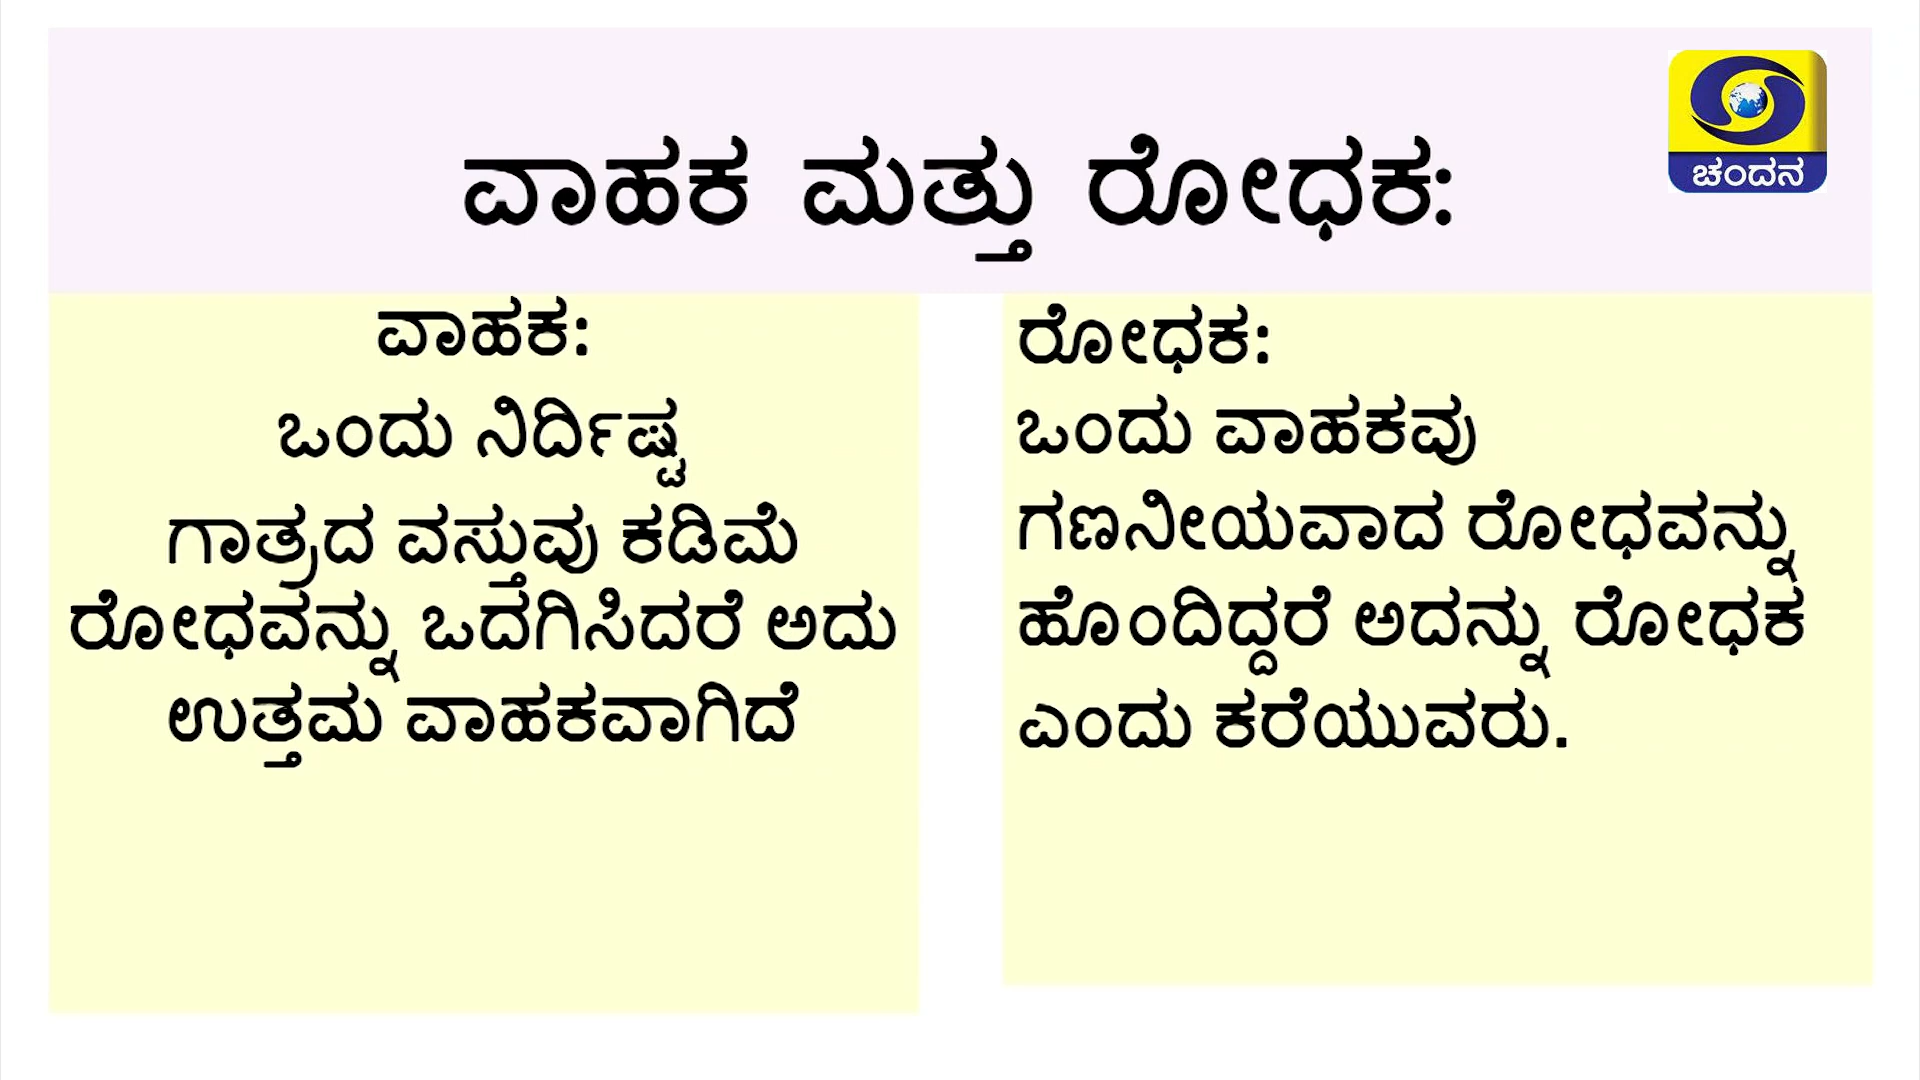 ವಾಹಕ ಮತ್ತು ರೋಧಕ:
ಚಂದನ
ವಾಹಕ:
ಒಂದು ನಿರ್ದಿಷ್ಟ
ಗಾತ್ರದ ವಸ್ತುವು ಕಡಿಮೆ
ರೋಧವನ್ನು ಒದಗಿಸಿದರೆ ಅದು
ಉತ್ತಮ ವಾಹಕವಾಗಿದೆ
ರೋಧಕ:
ಒಂದು ವಾಹಕವು
ಗಣನೀಯವಾದ ರೋಧವನ್ನು
ಹೊಂದಿದ್ದರೆ ಅದನ್ನು ರೋಧಕ
ಎಂದು ಕರೆಯುವರು.